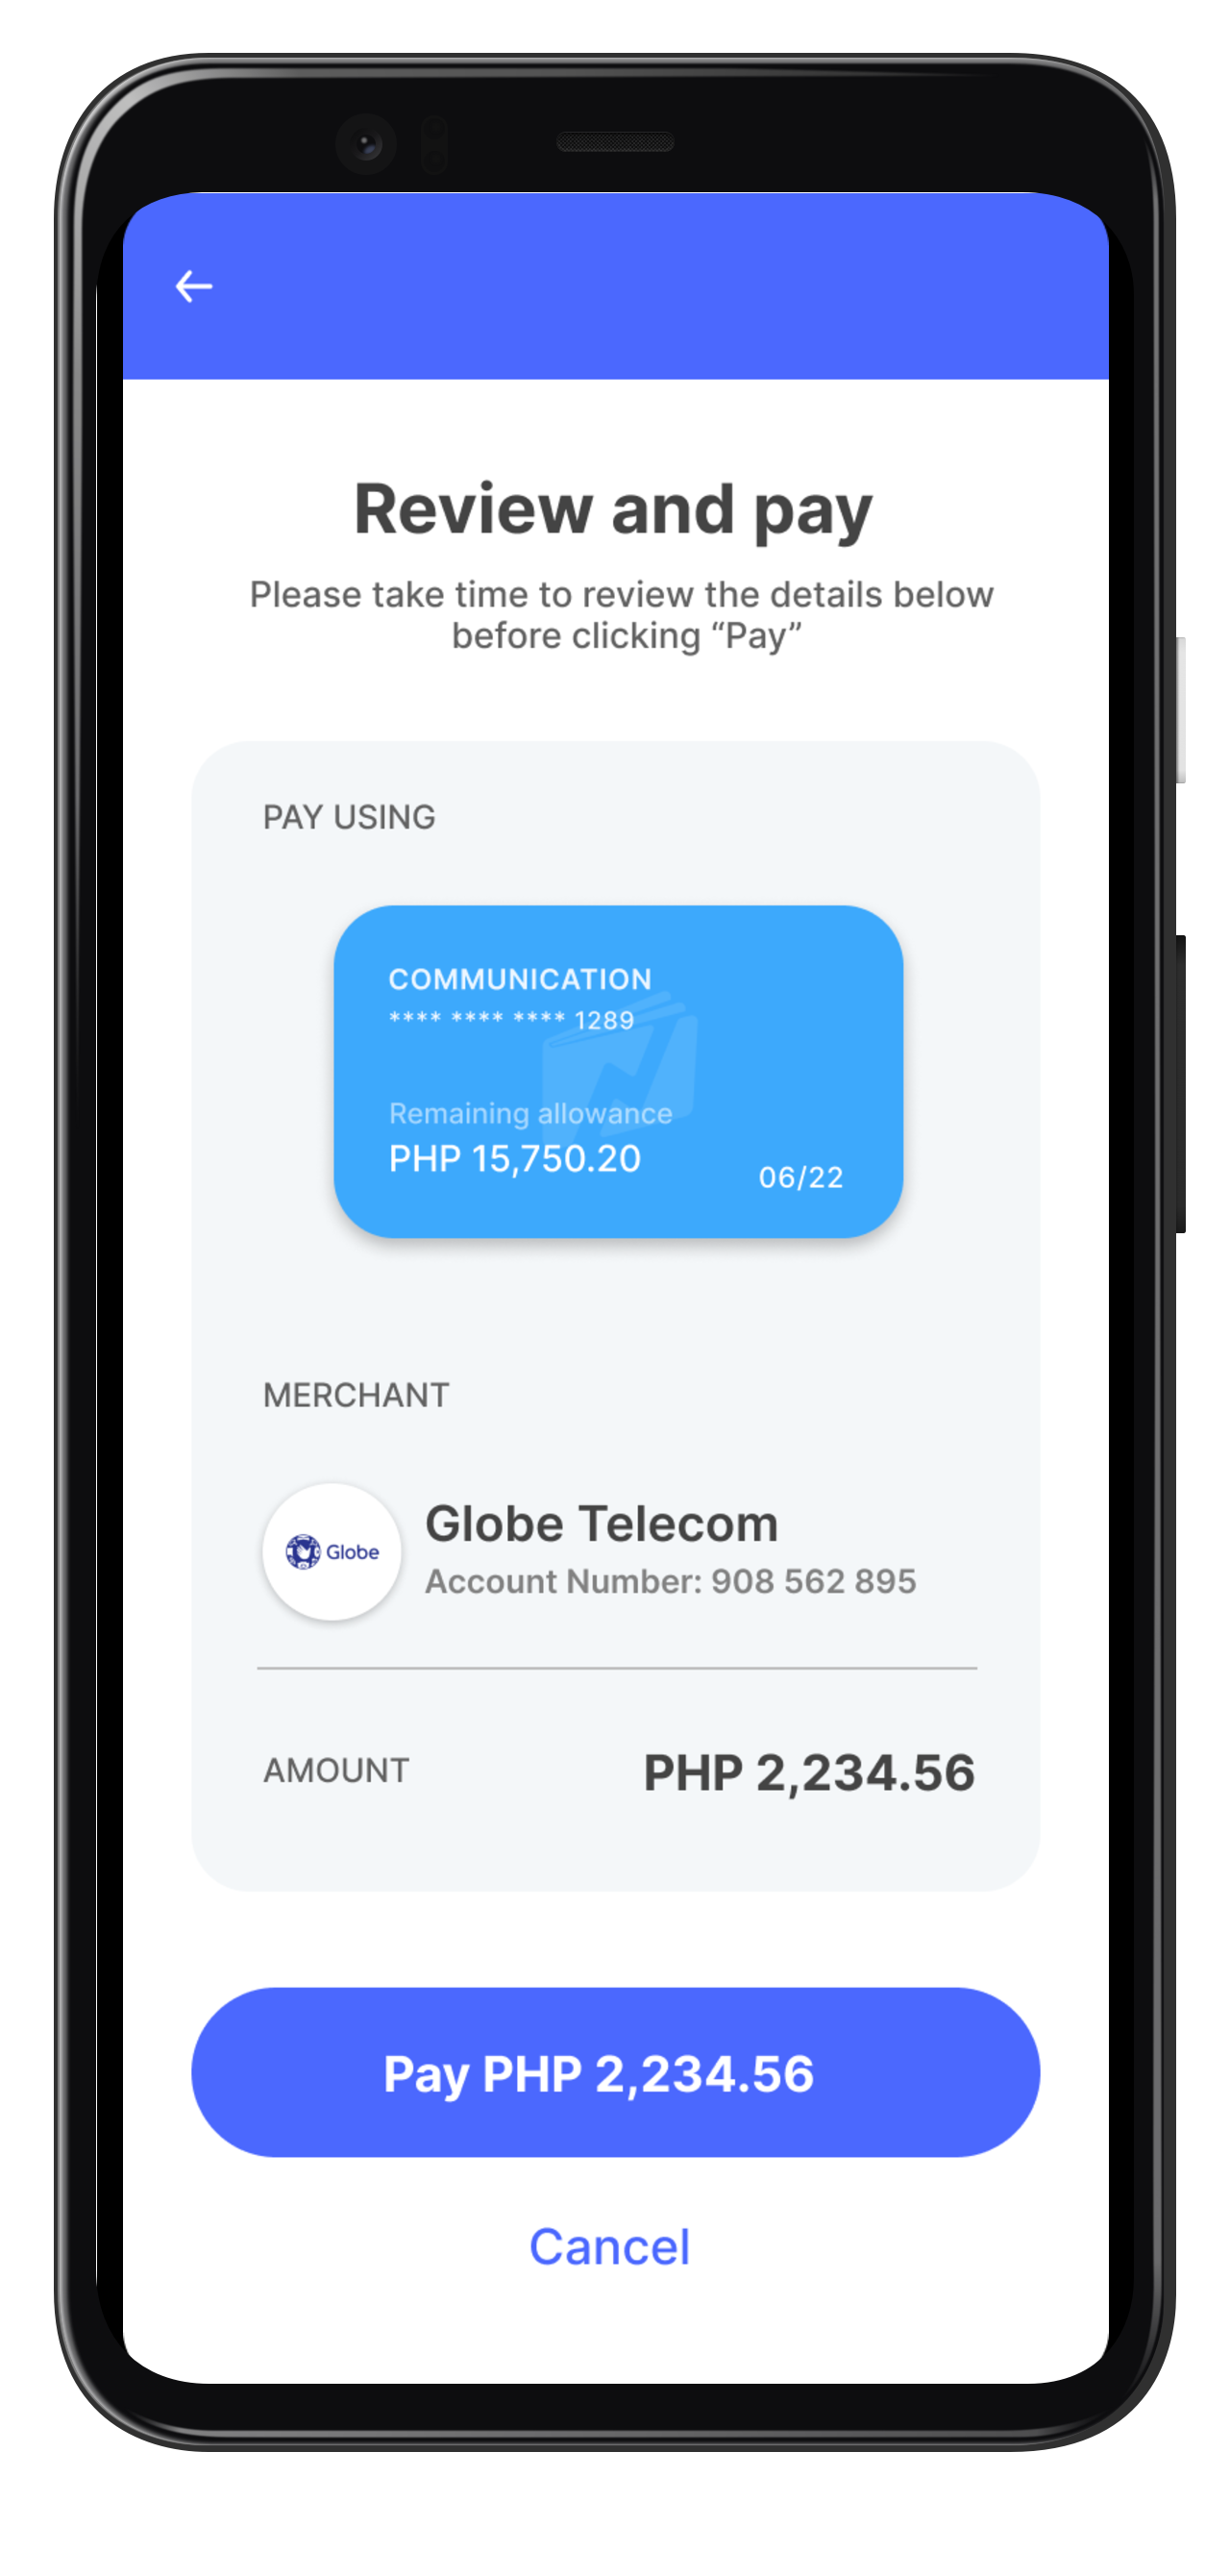 Review and pay
Please take time to review the details below
before clicking “Pay”
PAY USING
COMMUNICATION
**** **** **** 1289
Remaining allowance
PHP 15,750.20
06/22
MERCHANT
Globe
Globe Telecom
Account Number: 908 562 895
AMOUNT
PHP 2,234.56
Pay PHP 2,234.56
Cancel